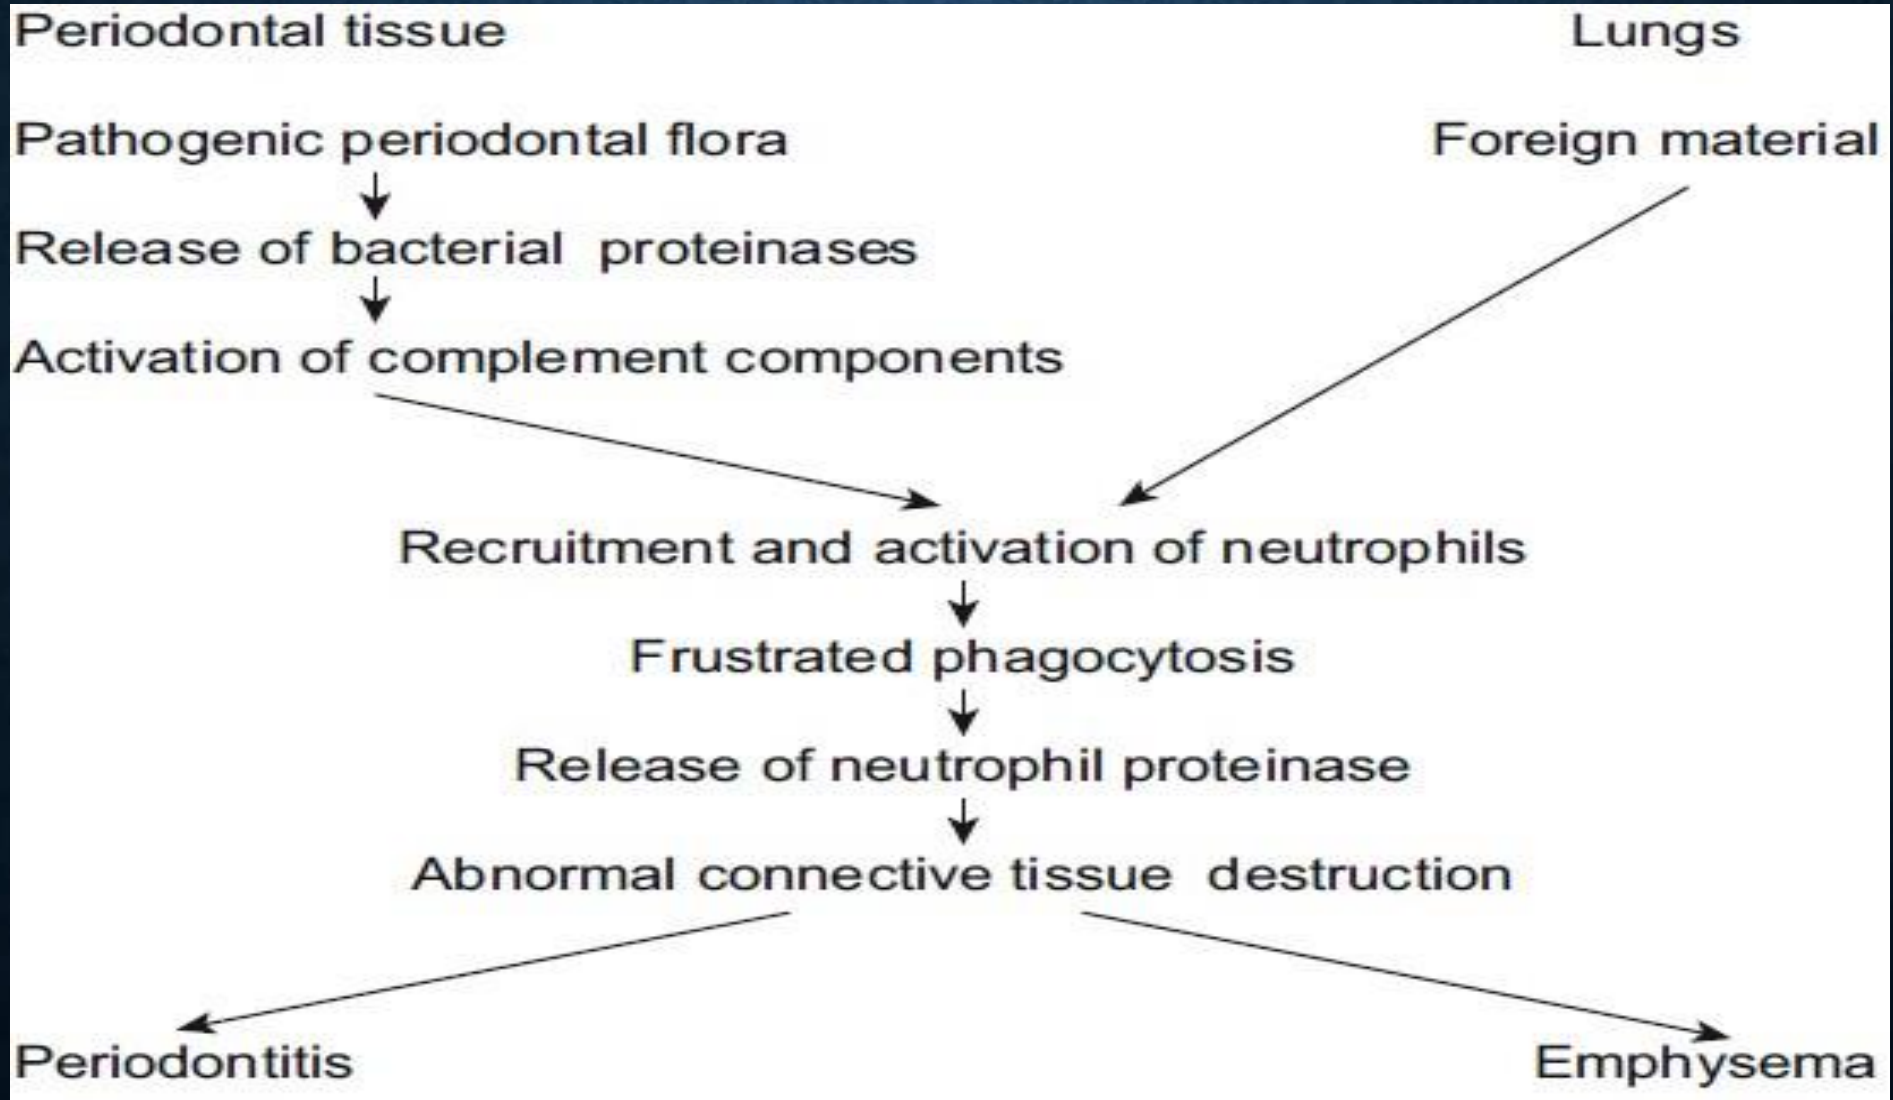 Periodontal tissue
Lungs
Pathogenic periodontal flora
Foreign material
Release of bacterial proteinases
Activation of complement components
Recruitment and activation of neutrophils
Frustrated phagocytosis
Release of neutrophil proteinase
Abnormal connective tissue destruction
Periodontitis
Emphysema